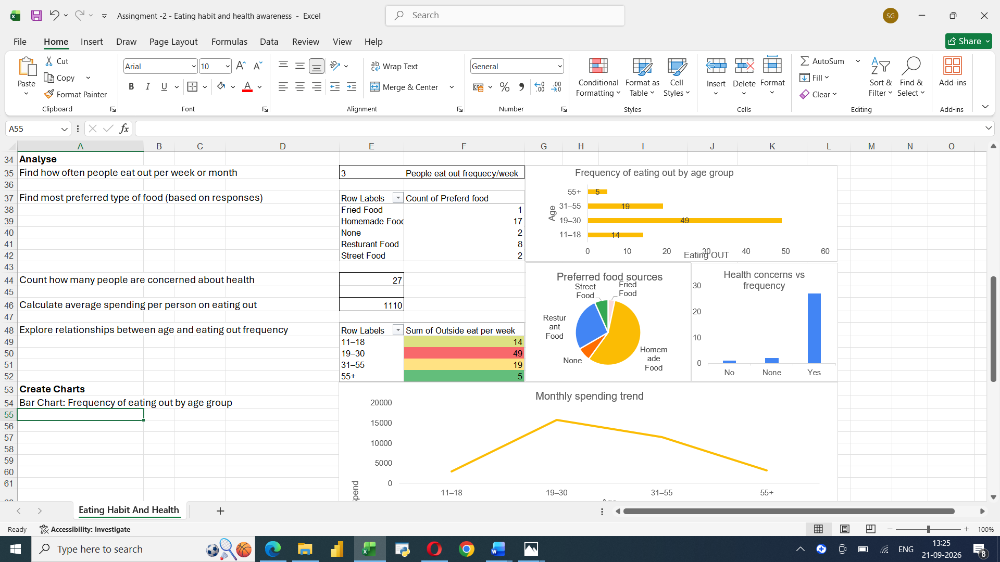 Assingment -2 - Eating habit and health awareness - Excel
Search
SG
File Home Insert Draw Page Layout Formulas Data Review View Help
Share
Paste
Cut
Copy
Format Painter
Clipboard
Arial 10
B I U
Font
Wrap Text
Merge & Center
Alignment
General
Number
Conditional Formatting
Format as Table
Cell Styles
Styles
Insert Delete Format
Cells
AutoSum
Fill
Clear
Sort & Filter
Find & Select
Editing
Add-ins
Add-ins
A55
fx
A B C D E F G H I J K L M N O
34 Analyse
35 Find how often people eat out per week or month 3 People eat out frequecy/week
36
37 Find most preferred type of food (based on responses) Row Labels Count of Preferd food
38 Fried Food 1
39 Homemade Food 17
40 None 2
41 Resturant Food 8
42 Street Food 2
43
44 Count how many people are concerned about health 27
45
46 Calculate average spending per person on eating out 1110
47
48 Explore relationships between age and eating out frequency Row Labels Sum of Outside eat per week
49 11–18 14
50 19–30 49
51 31–55 19
52 55+ 5
53 Create Charts
54 Bar Chart: Frequency of eating out by age group
55
56
57
58
59
60
61
Frequency of eating out by age group
Age
55+ 5
31–55 19
19–30 49
11–18 14
0 10 20 30 40 50 60
Eating OUT
Preferred food sources
Street Food
Fried Food
Resturant Food
None
Homemade Food
Health concerns vs frequency
30
20
10
0
No None Yes
Monthly spending trend
20000
15000
10000
5000
0
11–18 19–30 31–55 55+
Eating Habit And Health
Ready Accessibility: Investigate
100%
Type here to search
ENG
13:25
21-09-2026
8